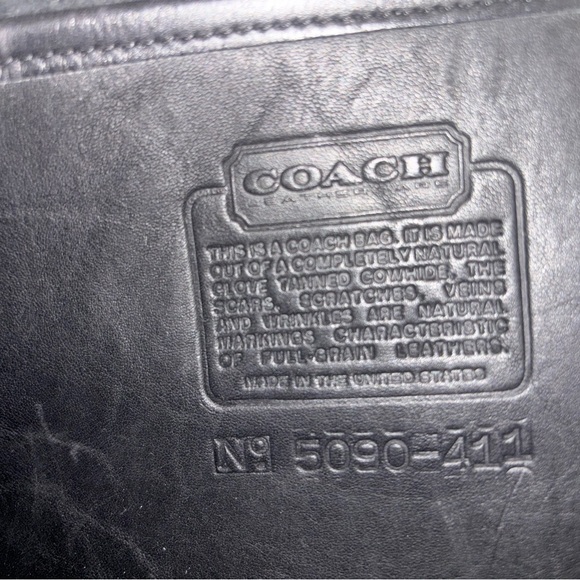 COACH
LEATHERWARE
THIS IS A COACH BAG. IT IS MADE
OUT OF A COMPLETELY NATURAL
GLOVE TANNED COWHIDE. THE
SCARS, SCRATCHES, VEINS
AND WRINKLES ARE NATURAL
MARKINGS CHARACTERISTIC
OF FULL-GRAIN LEATHERS.
MADE IN THE UNITED STATES
No 5090-411